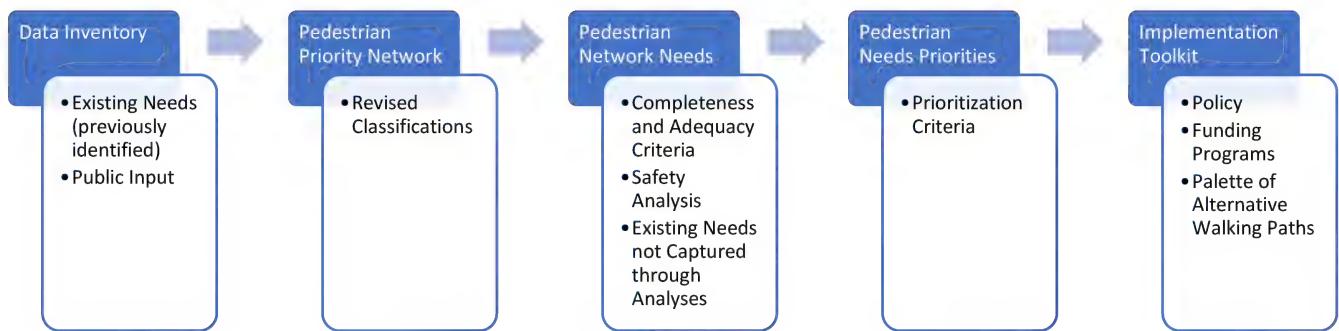 Data Inventory
• Existing Needs
(previously
identified)
• Public Input
Pedestrian
Priority Network
• Revised
Classifications
Pedestrian
Network Needs
• Completeness
and Adequacy
Criteria
• Safety
Analysis
• Existing Needs
not Captured
through
Analyses
Pedestrian
Needs Priorities
• Prioritization
Criteria
Implementation
Toolkit
• Policy
• Funding
Programs
• Palette of
Alternative
Walking Paths